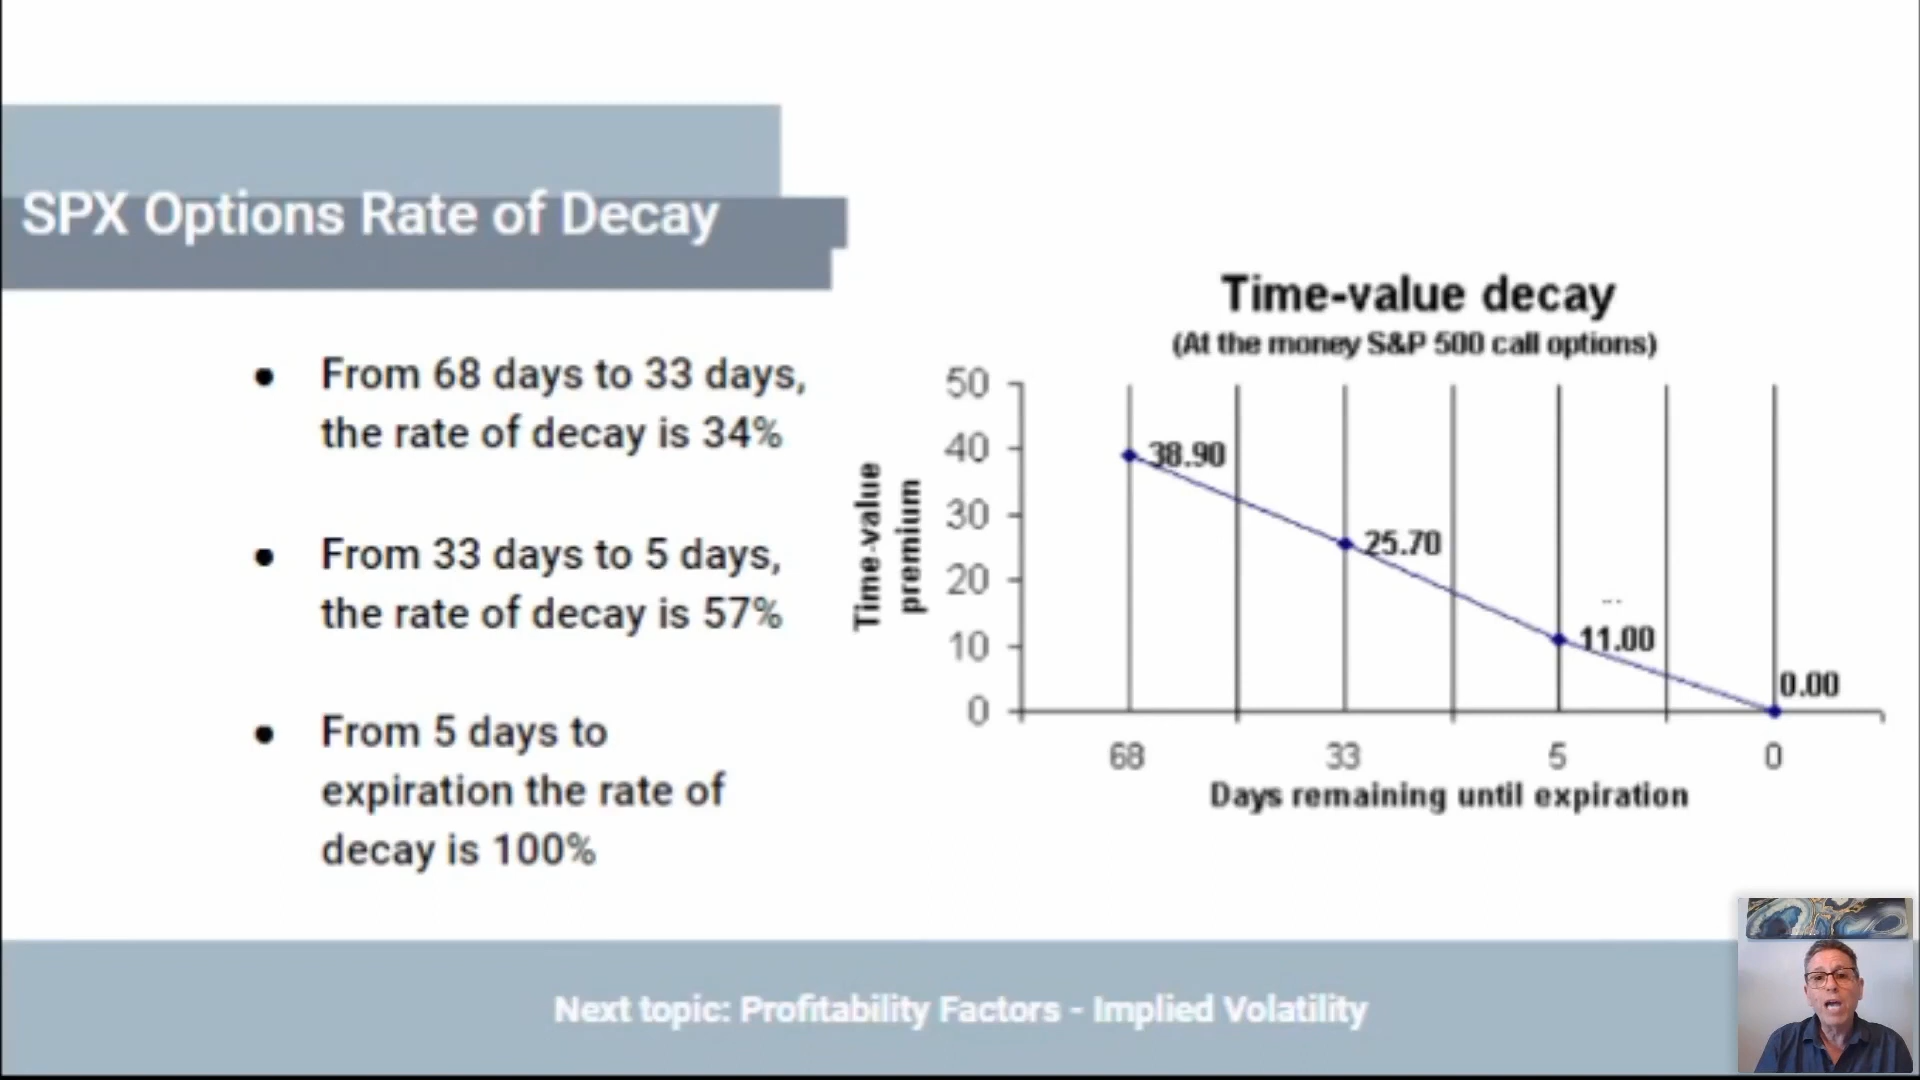 SPX Options Rate of Decay
● From 68 days to 33 days,
the rate of decay is 34%
● From 33 days to 5 days,
the rate of decay is 57%
● From 5 days to
expiration the rate of
decay is 100%
Time-value decay
(At the money S&P 500 call options)
Time-value
premium
50
40
30
20
10
0
38.90
25.70
11.00
0.00
68 33 5 0
Days remaining until expiration
Next topic: Profitability Factors - Implied Volatility